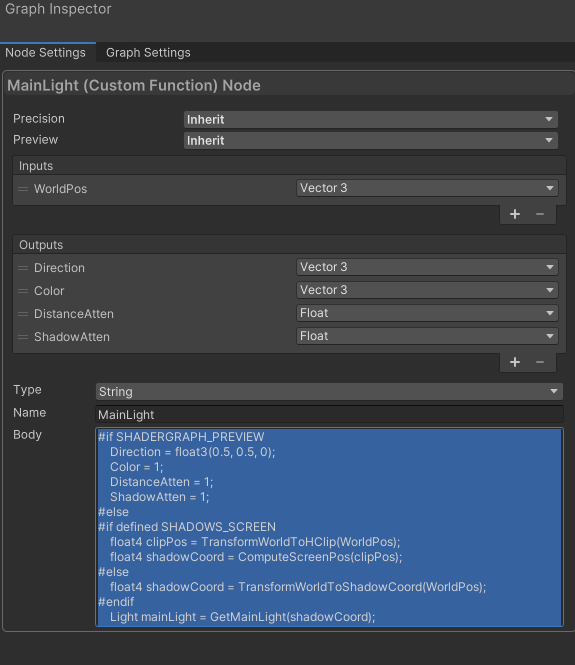 Graph Inspector
Node Settings Graph Settings
MainLight (Custom Function) Node
Precision Inherit
Preview Inherit
Inputs
WorldPos Vector 3
+ −
Outputs
Direction Vector 3
Color Vector 3
DistanceAtten Float
ShadowAtten Float
+ −
Type String
Name MainLight
Body #if SHADERGRAPH_PREVIEW
Direction = float3(0.5, 0.5, 0);
Color = 1;
DistanceAtten = 1;
ShadowAtten = 1;
#else
#if defined SHADOWS_SCREEN
float4 clipPos = TransformWorldToHClip(WorldPos);
float4 shadowCoord = ComputeScreenPos(clipPos);
#else
float4 shadowCoord = TransformWorldToShadowCoord(WorldPos);
#endif
Light mainLight = GetMainLight(shadowCoord);